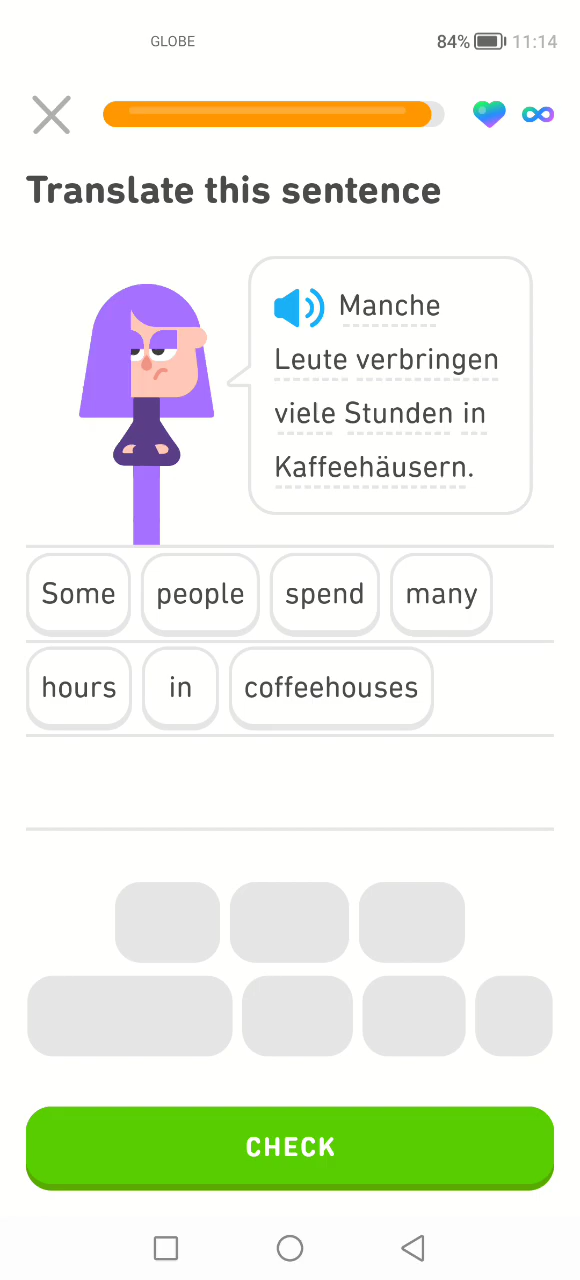 GLOBE 84% 11:14
Translate this sentence
Manche
Leute verbringen
viele Stunden in
Kaffeehäusern.
Some people spend many
hours in coffeehouses
CHECK